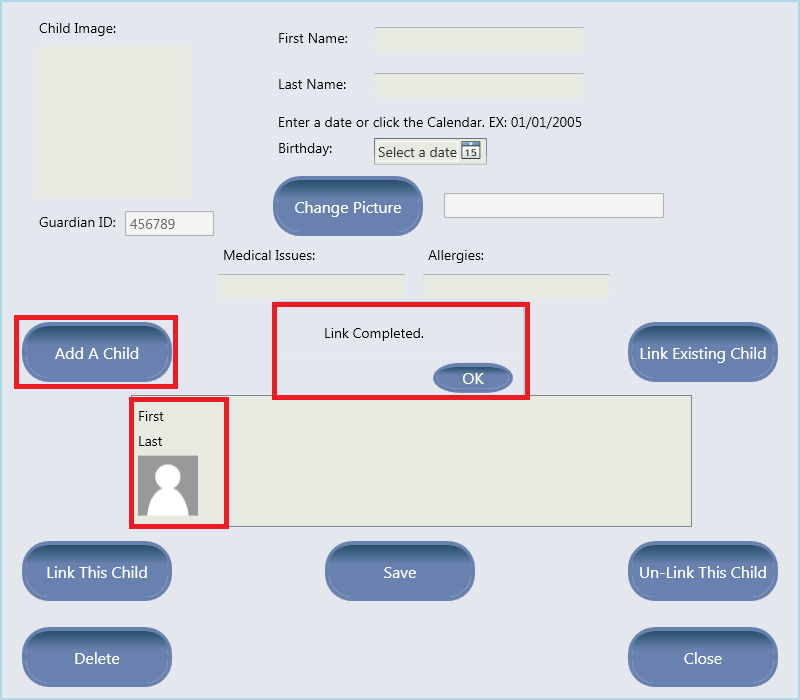 Child Image:
First Name:
Last Name:
Enter a date or click the Calendar. EX: 01/01/2005
Birthday:
Select a date 15
Change Picture
Guardian ID: 456789
Medical Issues:
Allergies:
Add A Child
Link Completed.
OK
Link Existing Child
First
Last
Link This Child
Save
Un-Link This Child
Delete
Close